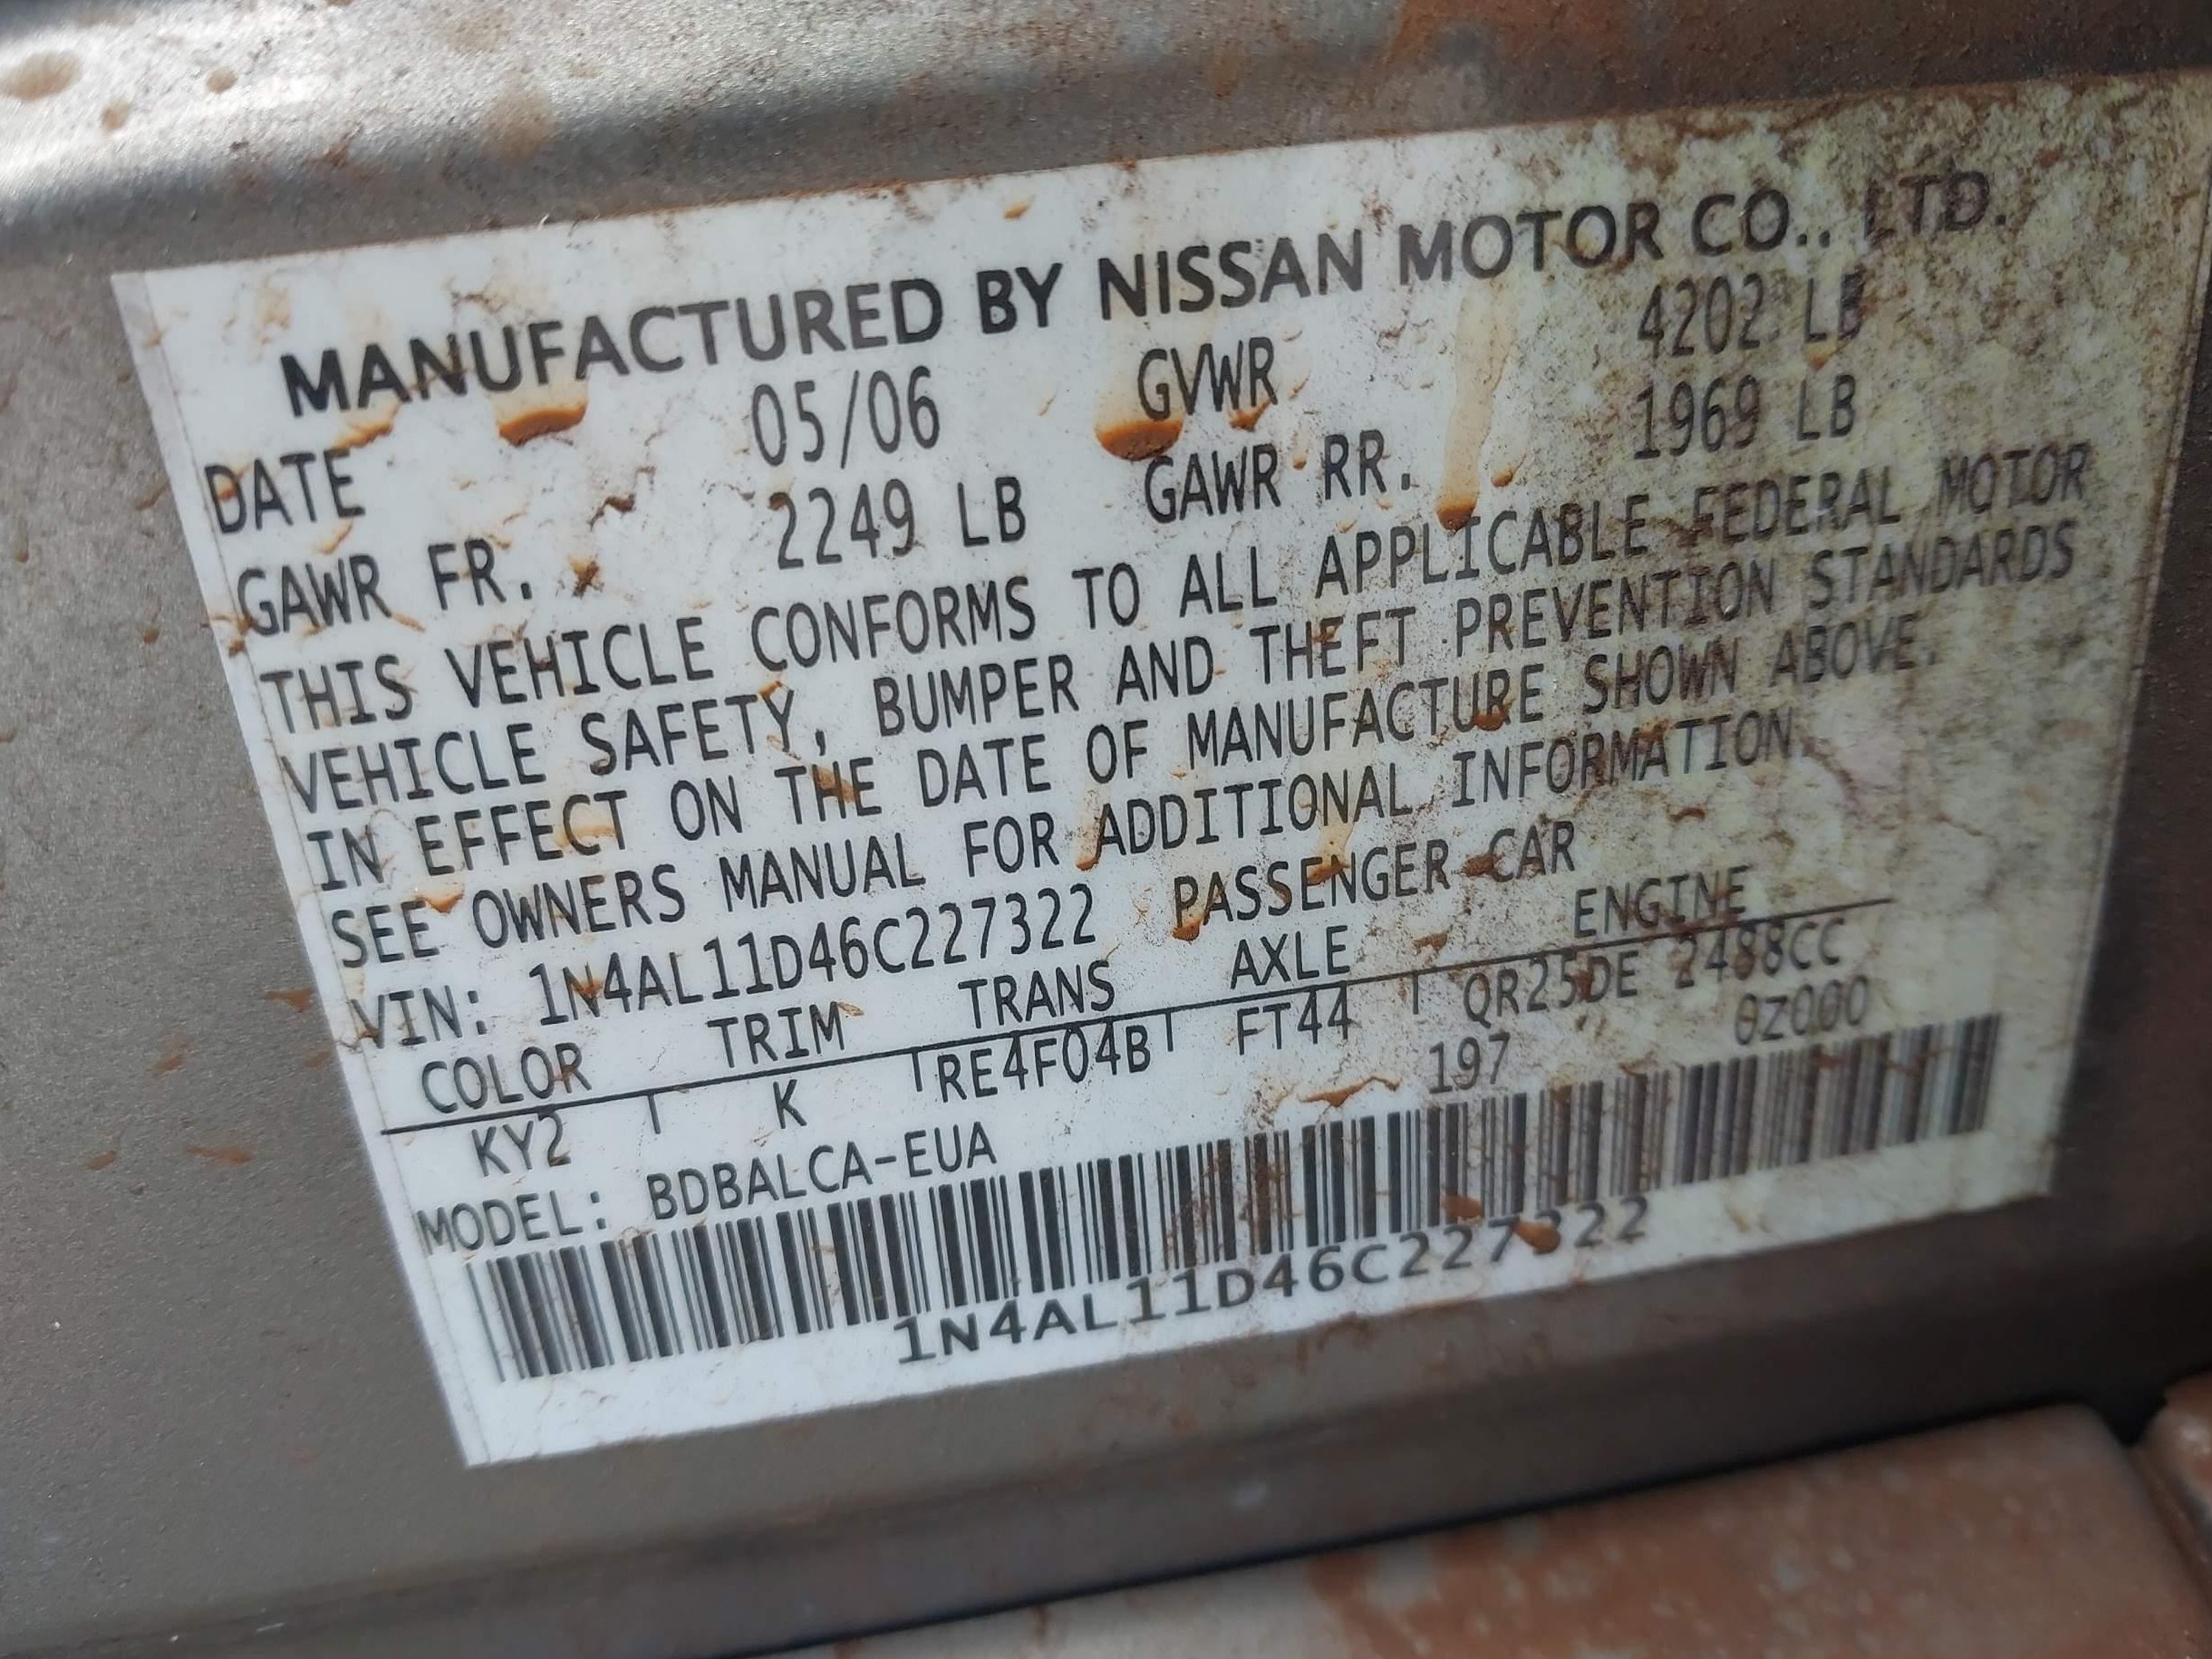 MANUFACTURED BY NISSAN MOTOR CO., LTD.
DATE 05/06 GVWR 4202 LB
GAWR FR. 2249 LB GAWR RR. 1969 LB
THIS VEHICLE CONFORMS TO ALL APPLICABLE FEDERAL MOTOR
VEHICLE SAFETY, BUMPER AND THEFT PREVENTION STANDARDS
IN EFFECT ON THE DATE OF MANUFACTURE SHOWN ABOVE.
SEE OWNERS MANUAL FOR ADDITIONAL INFORMATION.
VIN: 1N4AL11D46C227322 PASSENGER CAR
COLOR TRIM TRANS AXLE ENGINE
KY2 K RE4F04B FT44 QR25DE 2488CC
MODEL: BDBALCA-EUA 197 0Z000
1N4AL11D46C227322